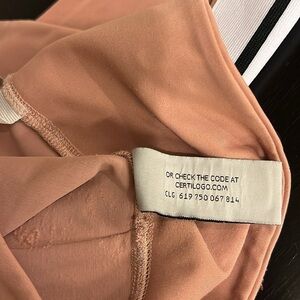 OR CHECK THE CODE AT
CERTILOGO.COM
CLG 619 750 067 814